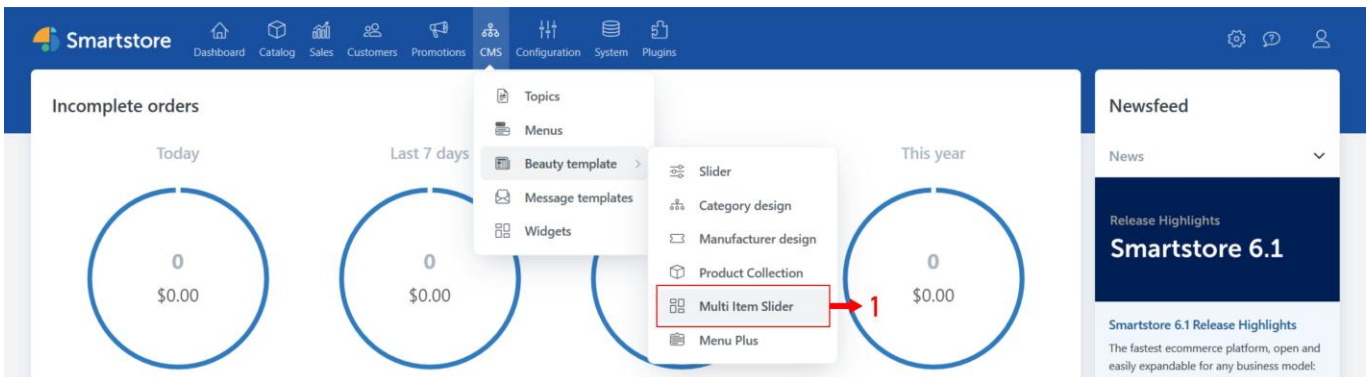 Smartstore
Dashboard Catalog Sales Customers Promotions CMS Configuration System Plugins
Incomplete orders
Today
0
$0.00
Last 7 days
0
$0.00
This year
0
$0.00
Topics
Menus
Beauty template
Message templates
Widgets
Slider
Category design
Manufacturer design
Product Collection
Multi Item Slider
1
Menu Plus
Newsfeed
News
Release Highlights
Smartstore 6.1
Smartstore 6.1 Release Highlights
The fastest ecommerce platform, open and
easily expandable for any business model: